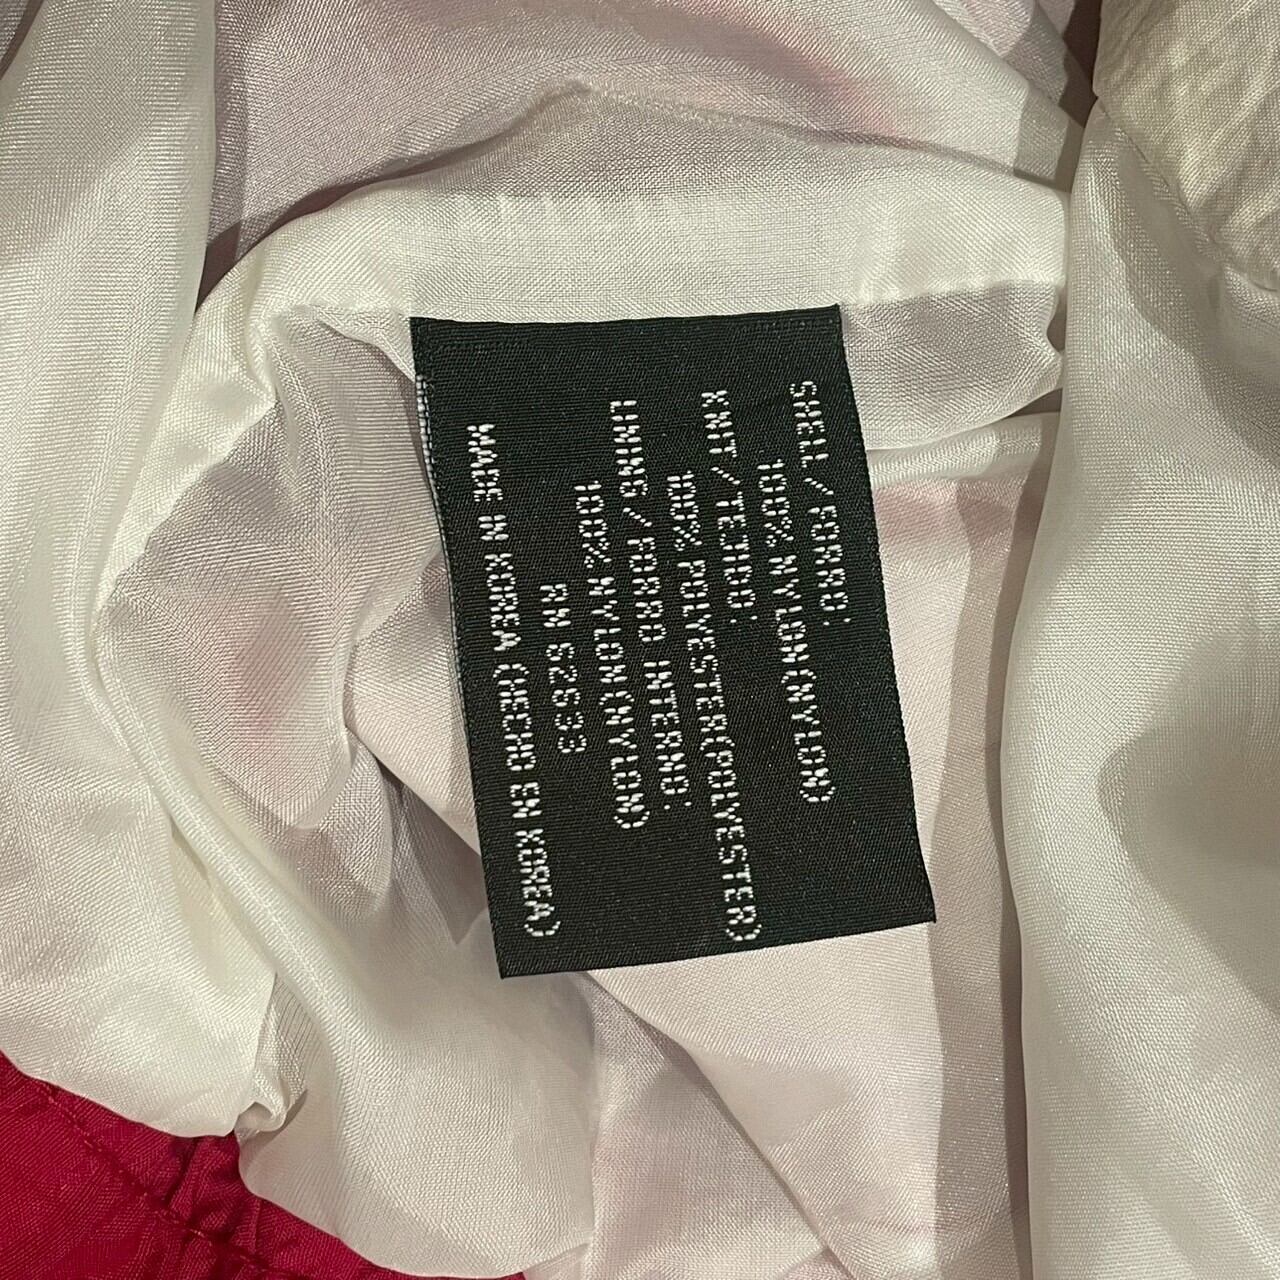 SHELL/FORRO:
100% NYLON(NYLON)
KNIT/TEJIDO:
100% POLYESTER(POLYESTER)
LINING/FORRO INTERNO:
100% NYLON(NYLON)
RN 52633
MADE IN KOREA (HECHO EN KOREA)